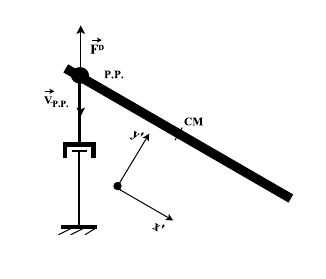 F^D
P.P.
V_P.P.
CM
y'
x'